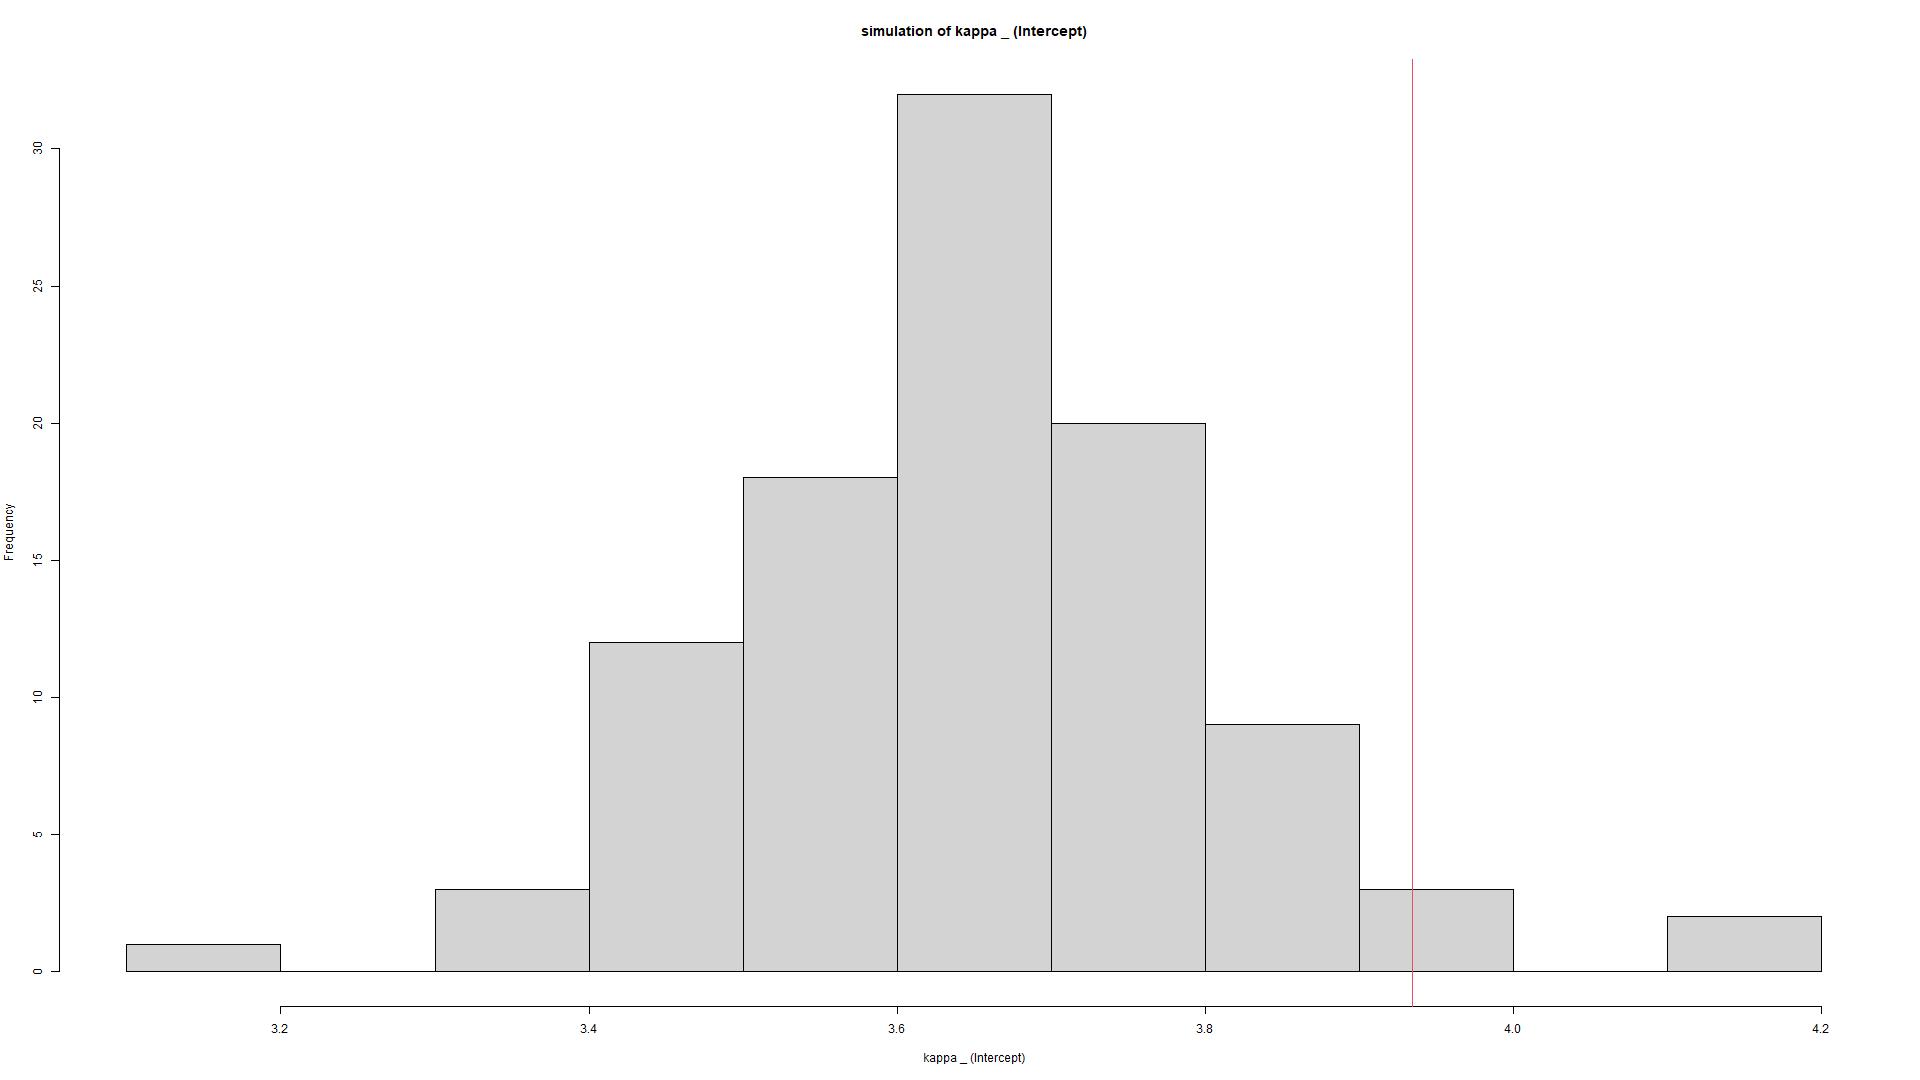 simulation of kappa _ (Intercept)
Frequency
30
25
20
15
10
5
0
3.2 3.4 3.6 3.8 4.0 4.2
kappa _ (Intercept)